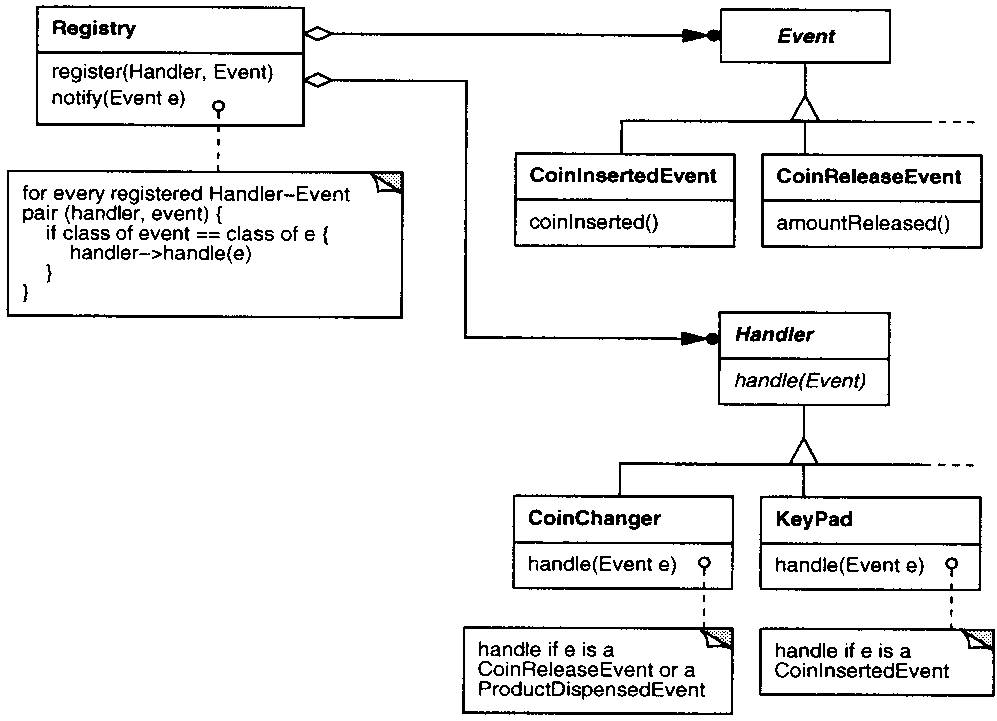 Registry
register(Handler, Event)
notify(Event e)
for every registered Handler–Event
pair (handler, event) {
if class of event == class of e {
handler–>handle(e)
}
}
Event
CoinInsertedEvent
coinInserted()
CoinReleaseEvent
amountReleased()
Handler
handle(Event)
CoinChanger
handle(Event e)
KeyPad
handle(Event e)
handle if e is a
CoinReleaseEvent or a
ProductDispensedEvent
handle if e is a
CoinInsertedEvent